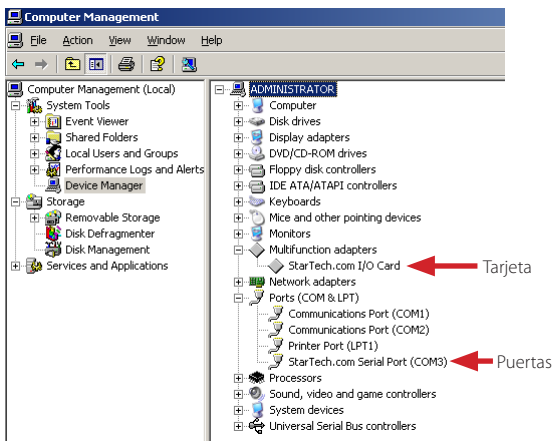 Computer Management
File Action View Window Help
Computer Management (Local)
System Tools
Event Viewer
Shared Folders
Local Users and Groups
Performance Logs and Alerts
Device Manager
Storage
Removable Storage
Disk Defragmenter
Disk Management
Services and Applications
ADMINISTRATOR
Computer
Disk drives
Display adapters
DVD/CD-ROM drives
Floppy disk controllers
IDE ATA/ATAPI controllers
Keyboards
Mice and other pointing devices
Monitors
Multifunction adapters
StarTech.com I/O Card
Tarjeta
Network adapters
Ports (COM & LPT)
Communications Port (COM1)
Communications Port (COM2)
Printer Port (LPT1)
StarTech.com Serial Port (COM3)
Puertas
Processors
Sound, video and game controllers
System devices
Universal Serial Bus controllers